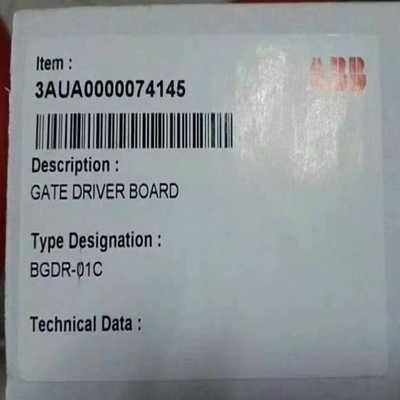 Item :
ABB
3AUA0000074145
Description :
GATE DRIVER BOARD
Type Designation :
BGDR-01C
Technical Data :